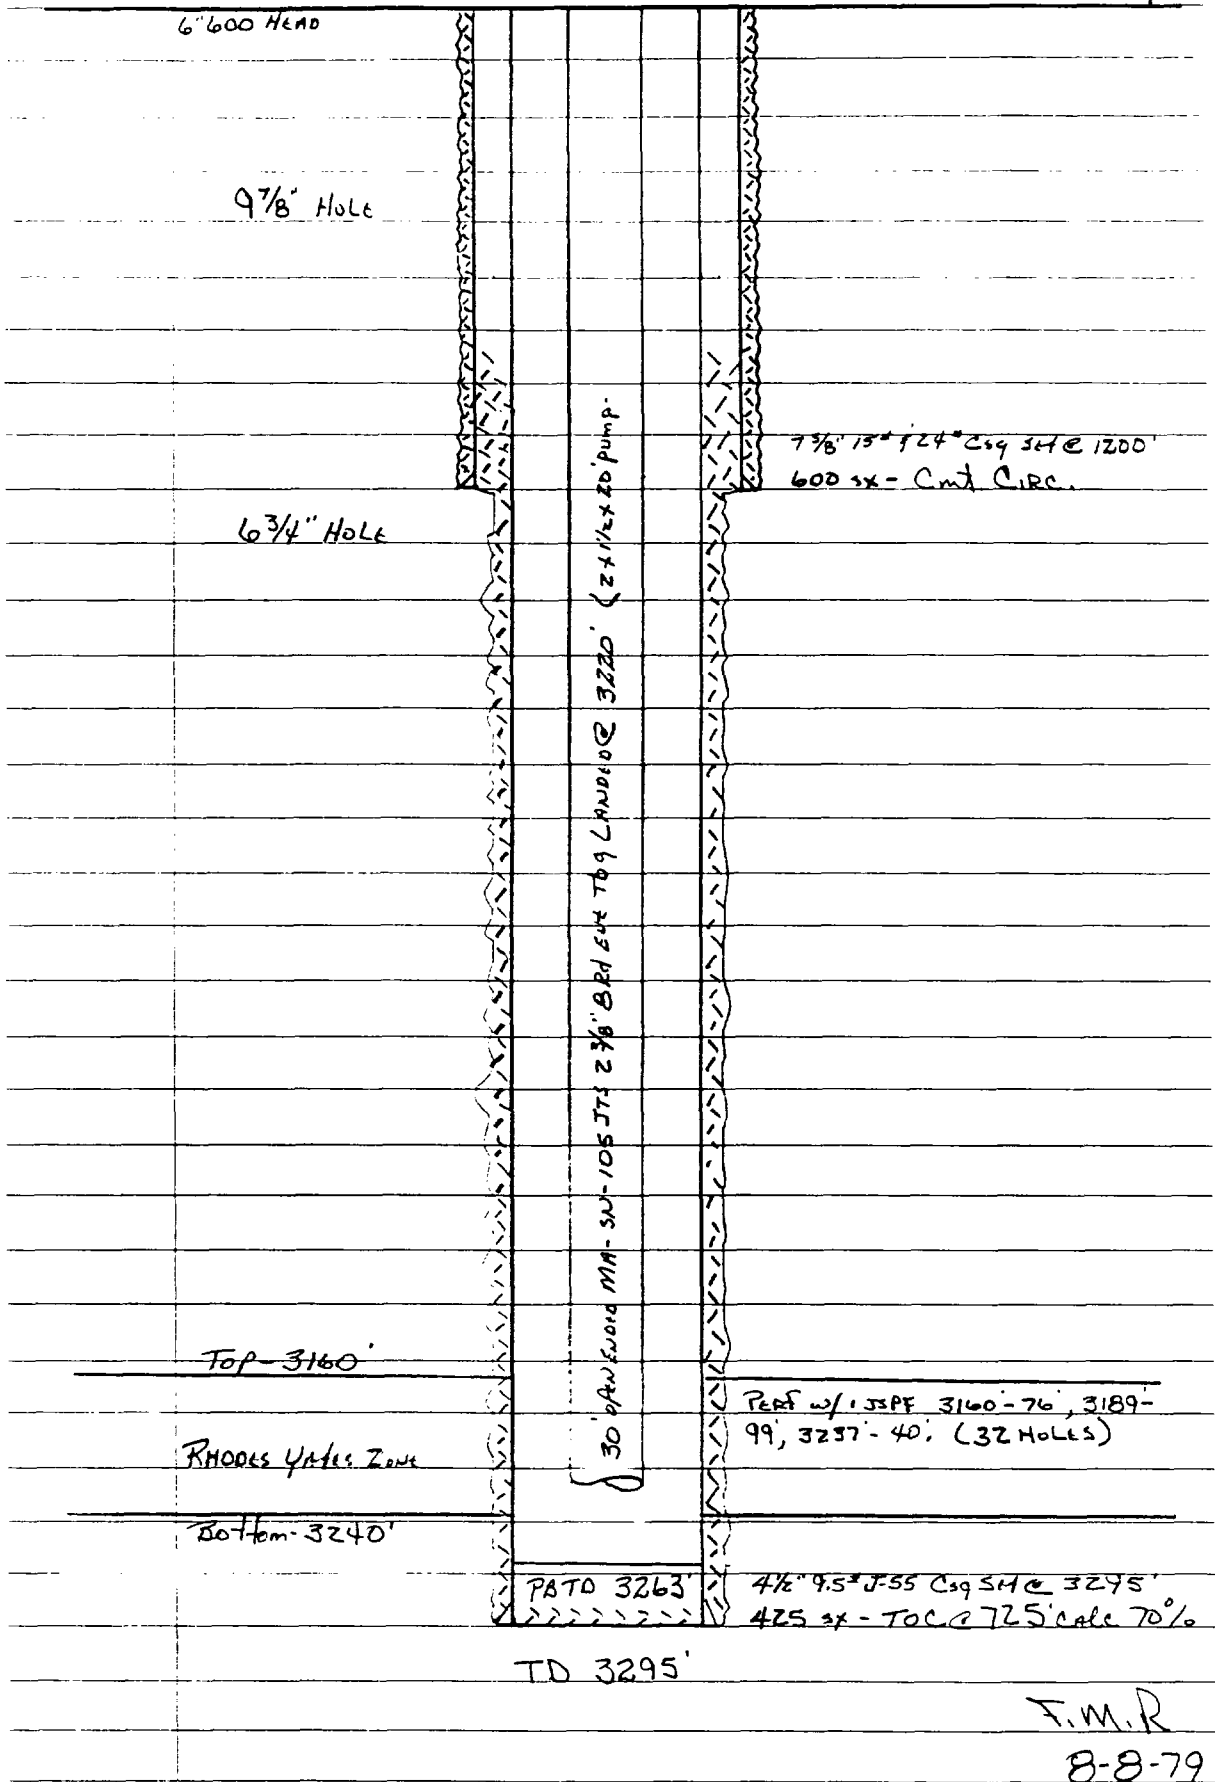 6" 600 HEAD
9 7/8" HOLE
7 5/8" 15# & 24# Csg SH @ 1200'
600 sx - Cmt CIRC.
6 3/4" HOLE
30' OPEN ENDED MA - SN - 105 JTS 2 3/8" 8RD EUE Tbg LANDED @ 3220' (2 x 1 1/2 x 20' PUMP.
TOP - 3160'
PERF w/ 1 JSPF 3160'-76', 3189-
99', 3237'-40'. (32 HOLES)
RHODES YATES ZONE
Bottom - 3240'
PBTD 3263'
4 1/2" 9.5# J-55 Csg SH @ 3295'
425 sx - TOC @ 725' CALC 70%
TD 3295'
F.M.R
8-8-79